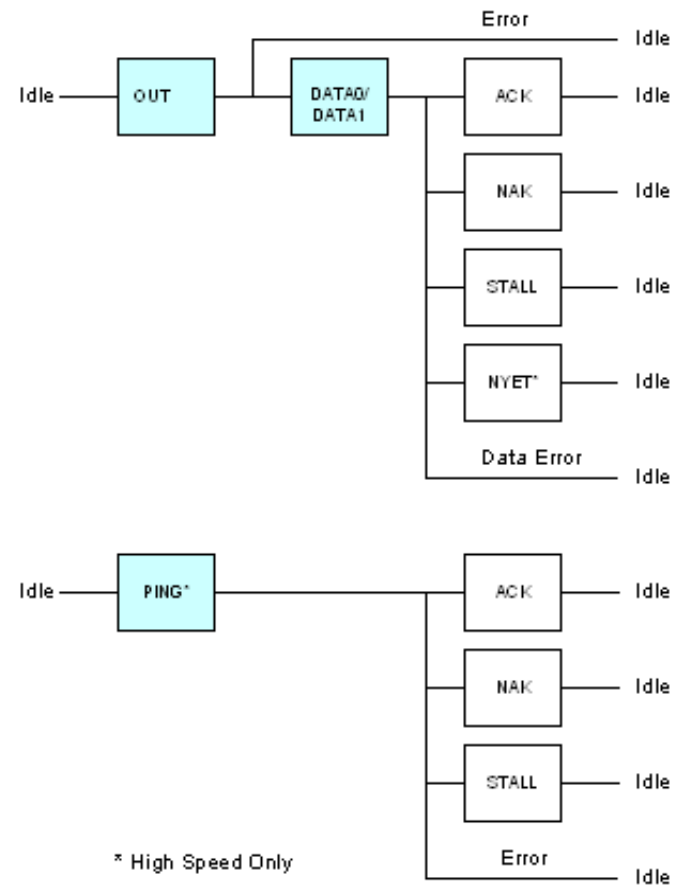 Error
Idle
Idle
OUT
DATA0/
DATA1
ACK
Idle
NAK
Idle
STALL
Idle
NYET*
Idle
Data Error
Idle
Idle
PING*
ACK
Idle
NAK
Idle
STALL
Idle
* High Speed Only
Error
Idle